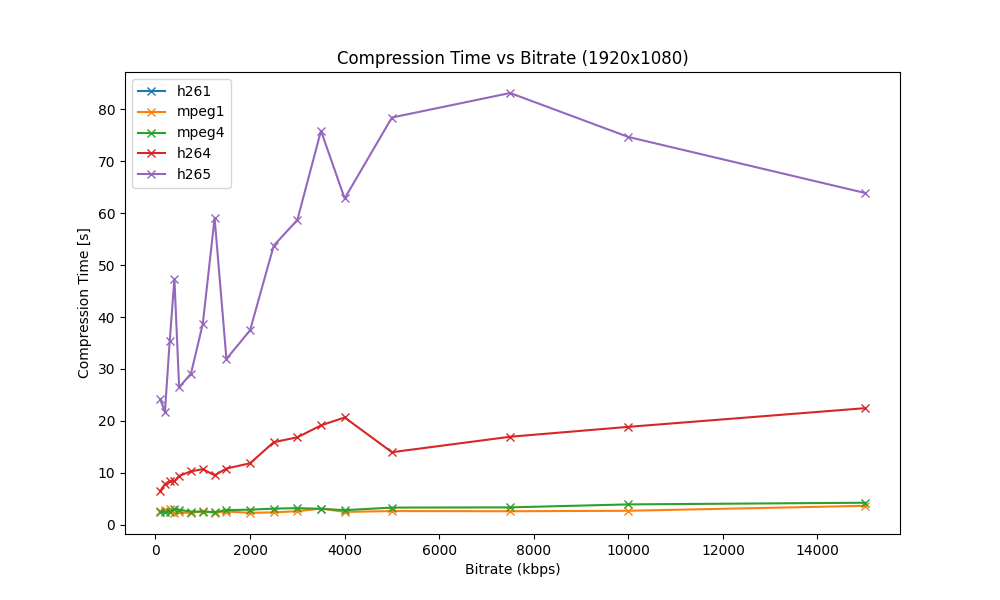 Compression Time vs Bitrate (1920x1080)
h261
mpeg1
mpeg4
h264
h265
Compression Time [s]
80
70
60
50
40
30
20
10
0
0 2000 4000 6000 8000 10000 12000 14000
Bitrate (kbps)